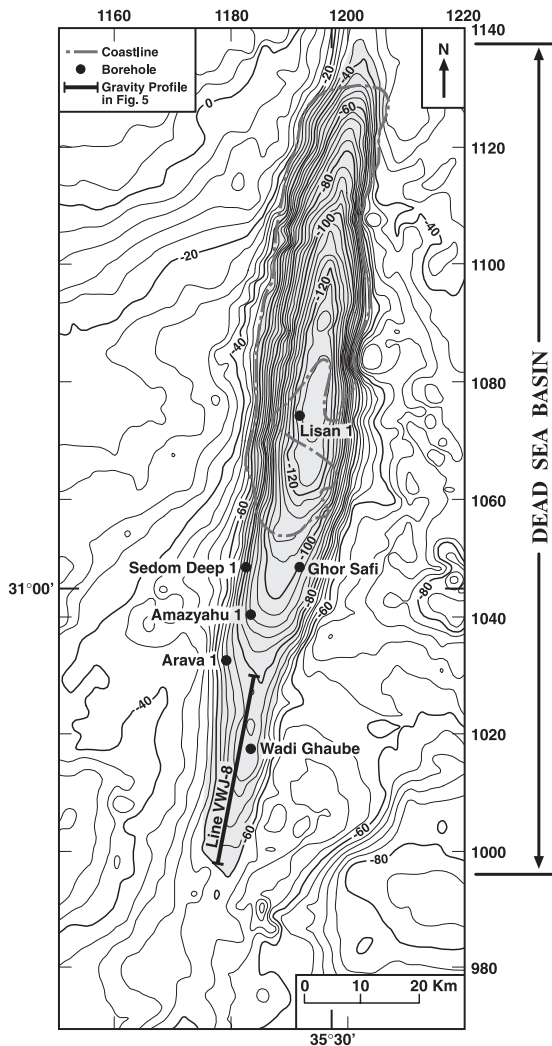 1160 1180 1200 1220
1140
Coastline
Borehole
Gravity Profile
in Fig. 5
N
-20
-40
0
-60
1120
-80
-100
-40
-20
1100
-120
-40
1080
Lisan 1
-120
1060
-60
-100
Sedom Deep 1
Ghor Safi
-80
31°00'
-80
-60
Amazyahu 1
1040
Arava 1
-40
1020
Wadi Ghaube
Line VWJ-8
-60
-60
-80
1000
980
0 10 20 Km
35°30'
DEAD SEA BASIN